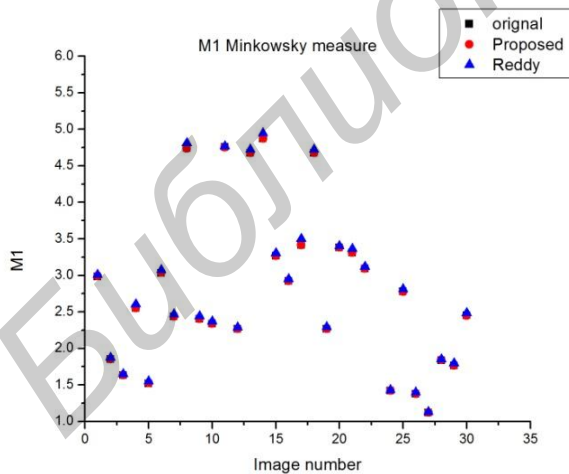 orignal
Proposed
Reddy
M1 Minkowsky measure
6.0
5.5
5.0
4.5
4.0
3.5
3.0
2.5
2.0
1.5
1.0
M1
0 5 10 15 20 25 30 35
Image number
Библио